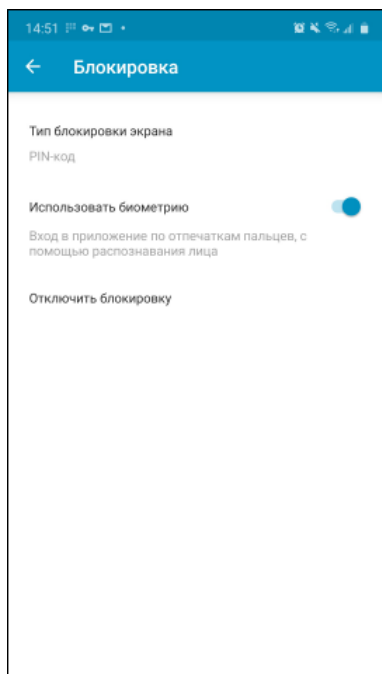 14:51
Блокировка
Тип блокировки экрана
PIN-код
Использовать биометрию
Вход в приложение по отпечаткам пальцев, с
помощью распознавания лица
Отключить блокировку